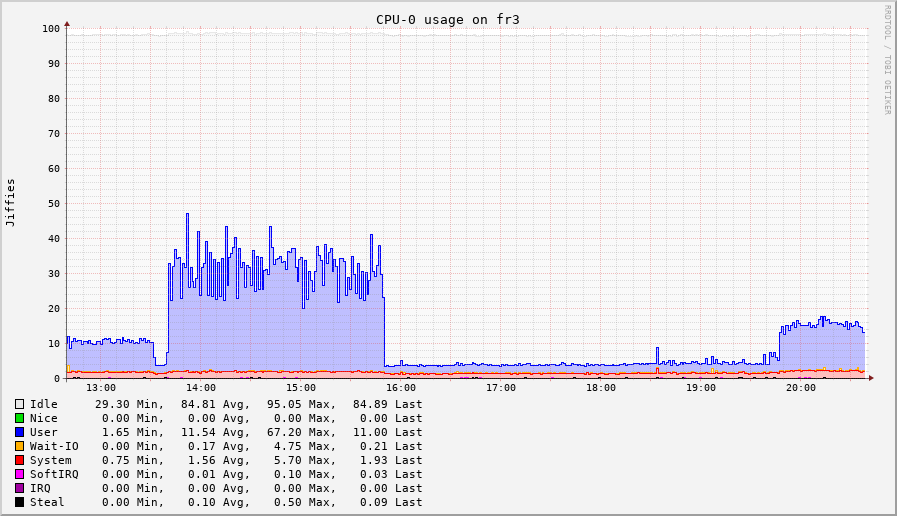 CPU-0 usage on fr3
RRDTOOL / TOBI OETIKER
Jiffies
100
90
80
70
60
50
40
30
20
10
0
13:00 14:00 15:00 16:00 17:00 18:00 19:00 20:00
Idle 29.30 Min, 84.81 Avg, 95.05 Max, 84.89 Last
Nice 0.00 Min, 0.00 Avg, 0.00 Max, 0.00 Last
User 1.65 Min, 11.54 Avg, 67.20 Max, 11.00 Last
Wait-IO 0.00 Min, 0.17 Avg, 4.75 Max, 0.21 Last
System 0.75 Min, 1.56 Avg, 5.70 Max, 1.93 Last
SoftIRQ 0.00 Min, 0.01 Avg, 0.10 Max, 0.03 Last
IRQ 0.00 Min, 0.00 Avg, 0.00 Max, 0.00 Last
Steal 0.00 Min, 0.10 Avg, 0.50 Max, 0.09 Last